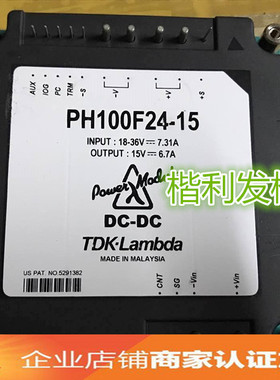 AUX
IOG
PC
TRM
-S
-V
+V
+S
PH100F24-15
INPUT : 18-36V⎓ 7.31A
OUTPUT : 15V⎓ 6.7A
Power Module
DC-DC
TDK-Lambda
MADE IN MALAYSIA
US PAT. NO.5291382
CNT
SG
-Vin
+Vin
楷利发
企业店铺商家认证